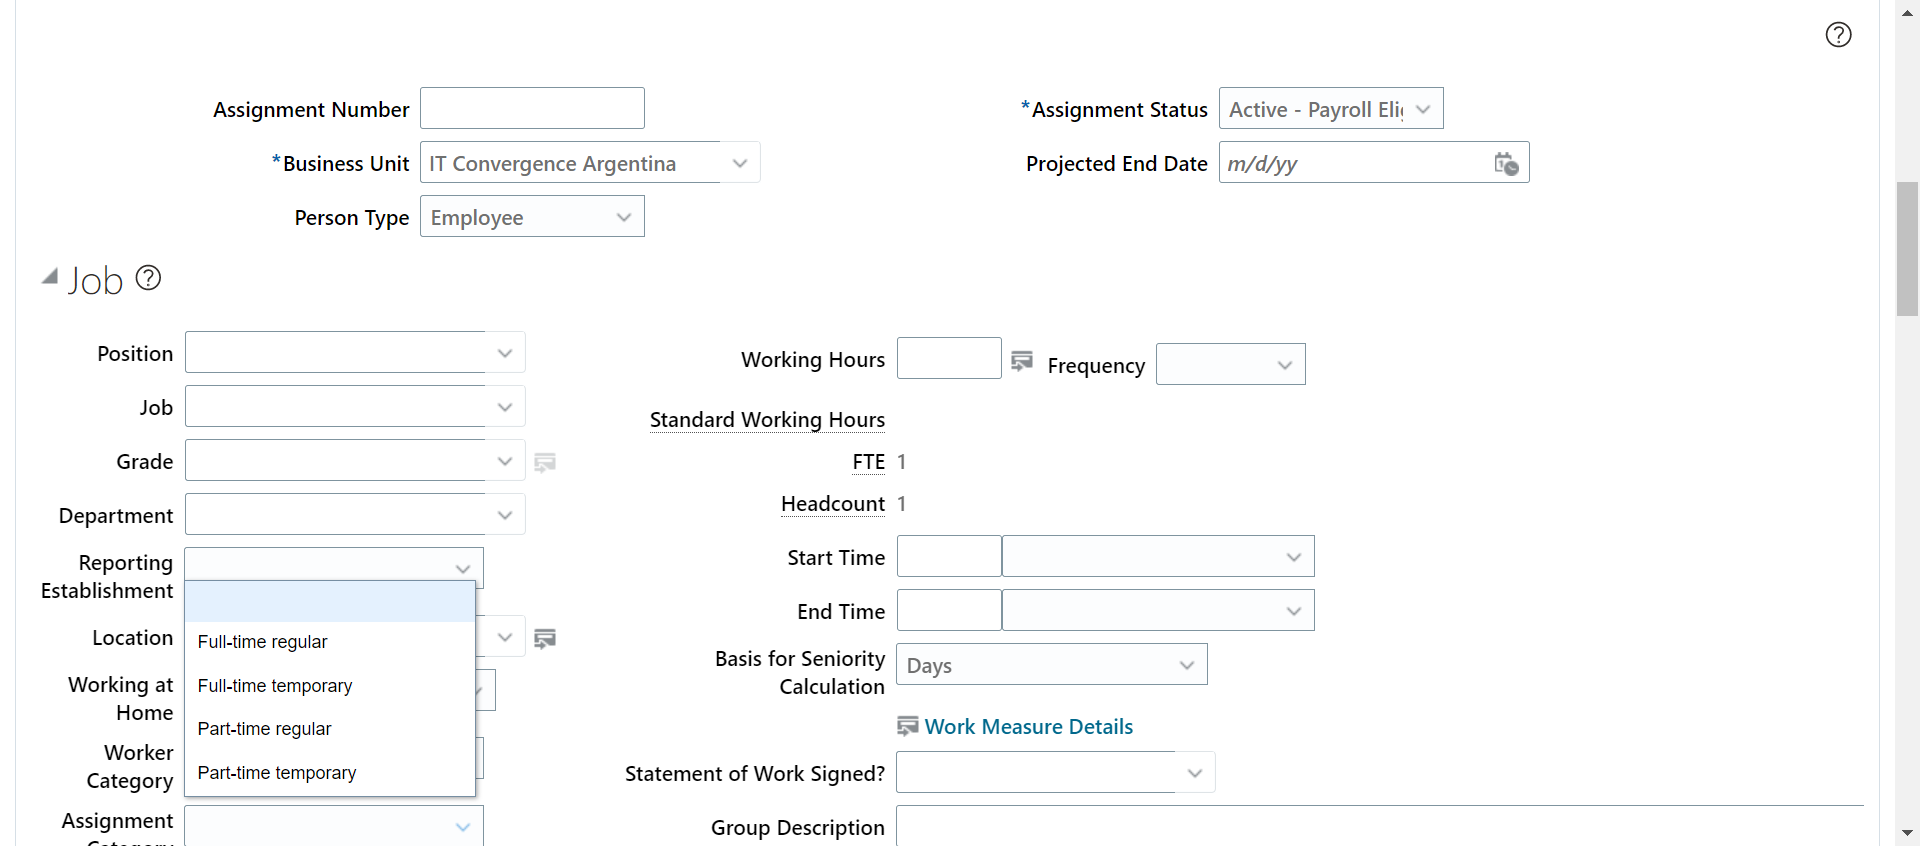 Assignment Number
*Assignment Status Active - Payroll Elig
*Business Unit IT Convergence Argentina
Projected End Date m/d/yy
Person Type Employee
Job
Position
Working Hours
Frequency
Job
Standard Working Hours
Grade
FTE 1
Department
Headcount 1
Reporting
Establishment
Start Time
Location
End Time
Full-time regular
Full-time temporary
Part-time regular
Part-time temporary
Working at
Home
Basis for Seniority
Calculation
Days
Work Measure Details
Worker
Category
Statement of Work Signed?
Assignment
Category
Group Description